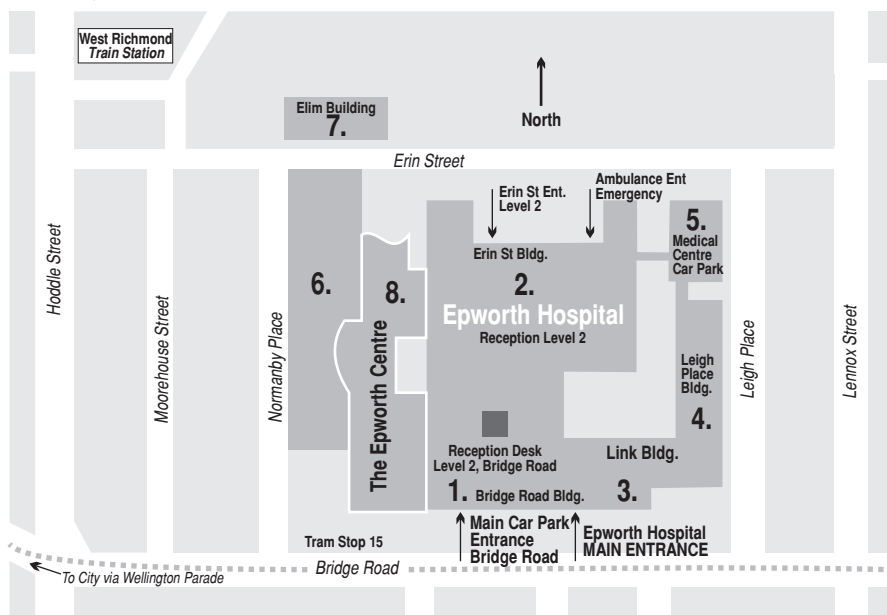 West Richmond
Train Station
Elim Building
7.
North
Erin Street
Erin St Ent.
Level 2
Ambulance Ent
Emergency
5.
Medical
Centre
Car Park
Erin St Bldg.
2.
Epworth Hospital
Reception Level 2
6.
8.
The Epworth Centre
Hoddle Street
Moorehouse Street
Normanby Place
Leigh
Place
Bldg.
4.
Leigh Place
Lennox Street
Reception Desk
Level 2, Bridge Road
Link Bldg.
1. Bridge Road Bldg.
3.
Tram Stop 15
Main Car Park
Entrance
Bridge Road
Epworth Hospital
MAIN ENTRANCE
Bridge Road
To City via Wellington Parade